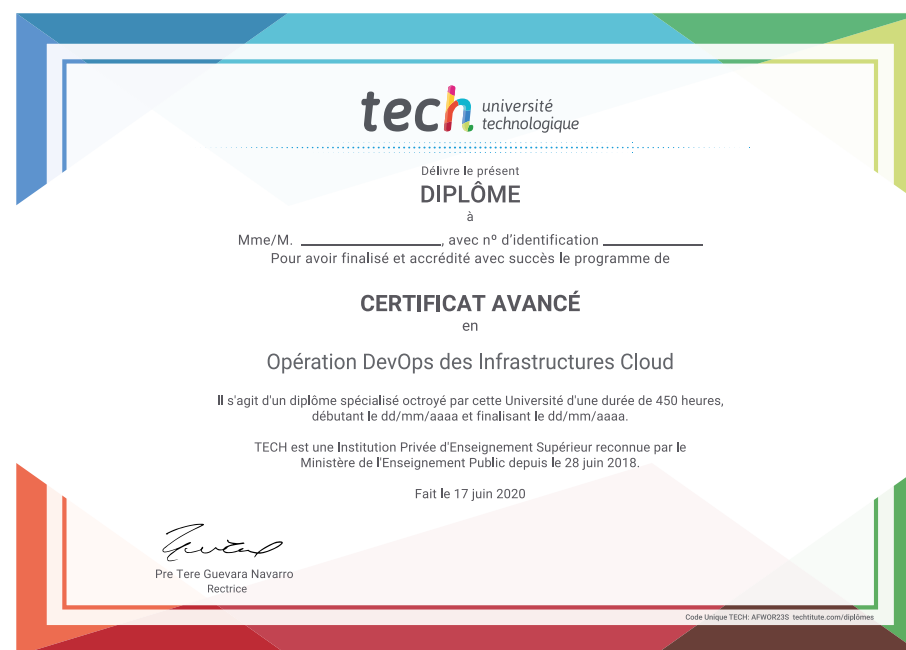 tech université
technologique
Délivre le présent
DIPLÔME
à
Mme/M. ____________________, avec nº d'identification ______________
Pour avoir finalisé et accrédité avec succès le programme de
CERTIFICAT AVANCÉ
en
Opération DevOps des Infrastructures Cloud
Il s'agit d'un diplôme spécialisé octroyé par cette Université d'une durée de 450 heures,
débutant le dd/mm/aaaa et finalisant le dd/mm/aaaa.
TECH est une Institution Privée d'Enseignement Supérieur reconnue par le
Ministère de l'Enseignement Public depuis le 28 juin 2018.
Fait le 17 juin 2020
Pre Tere Guevara Navarro
Rectrice
Code Unique TECH: AFWOR23S techtitute.com/diplômes